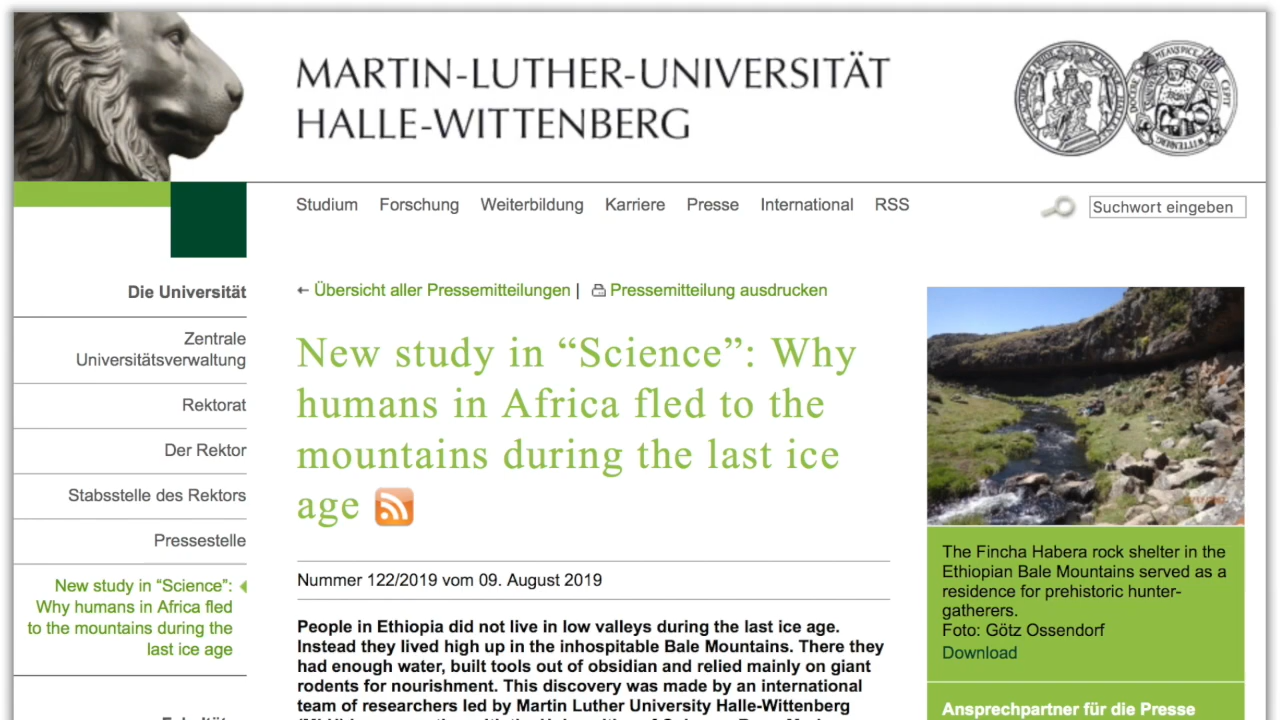 MARTIN-LUTHER-UNIVERSITÄT
HALLE-WITTENBERG
Studium Forschung Weiterbildung Karriere Presse International RSS
Suchwort eingeben
Die Universität
Zentrale
Universitätsverwaltung
Rektorat
Der Rektor
Stabsstelle des Rektors
Pressestelle
New study in “Science”:
Why humans in Africa fled
to the mountains during the
last ice age
← Übersicht aller Pressemitteilungen | Pressemitteilung ausdrucken
New study in “Science”: Why
humans in Africa fled to the
mountains during the last ice
age
Nummer 122/2019 vom 09. August 2019
People in Ethiopia did not live in low valleys during the last ice age.
Instead they lived high up in the inhospitable Bale Mountains. There they
had enough water, built tools out of obsidian and relied mainly on giant
rodents for nourishment. This discovery was made by an international
team of researchers led by Martin Luther University Halle-Wittenberg
The Fincha Habera rock shelter in the
Ethiopian Bale Mountains served as a
residence for prehistoric hunter-
gatherers.
Foto: Götz Ossendorf
Download
Ansprechpartner für die Presse